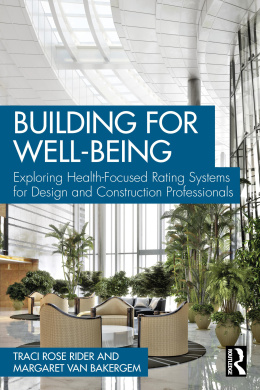 BUILDING FOR
WELL-BEING
Exploring Health-Focused Rating Systems
for Design and Construction Professionals
TRACI ROSE RIDER AND
MARGARET VAN BAKERGEM
ROUTLEDGE